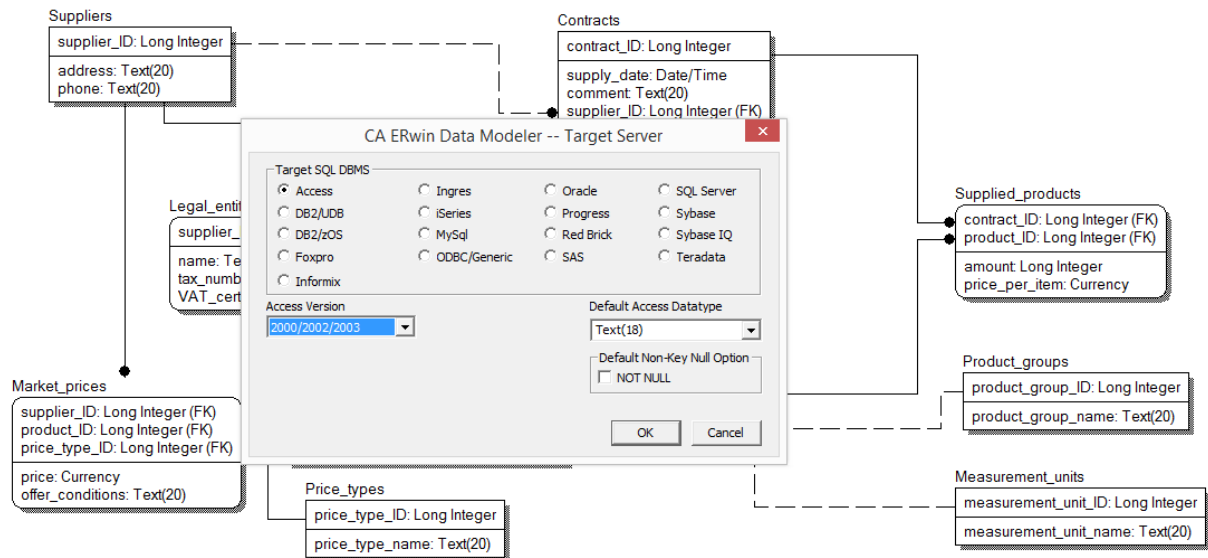 Suppliers
supplier_ID: Long Integer
address: Text(20)
phone: Text(20)
Contracts
contract_ID: Long Integer
supply_date: Date/Time
comment: Text(20)
supplier_ID: Long Integer (FK)
CA ERwin Data Modeler -- Target Server
Target SQL DBMS
Access
Ingres
Oracle
SQL Server
DB2/UDB
iSeries
Progress
Sybase
DB2/zOS
MySql
Red Brick
Sybase IQ
Foxpro
ODBC/Generic
SAS
Teradata
Informix
Access Version
2000/2002/2003
Default Access Datatype
Text(18)
Default Non-Key Null Option
NOT NULL
OK
Cancel
Legal_entit
supplier_
name: Te
tax_numb
VAT_cert
Supplied_products
contract_ID: Long Integer (FK)
product_ID: Long Integer (FK)
amount: Long Integer
price_per_item: Currency
Market_prices
supplier_ID: Long Integer (FK)
product_ID: Long Integer (FK)
price_type_ID: Long Integer (FK)
price: Currency
offer_conditions: Text(20)
Product_groups
product_group_ID: Long Integer
product_group_name: Text(20)
Price_types
price_type_ID: Long Integer
price_type_name: Text(20)
Measurement_units
measurement_unit_ID: Long Integer
measurement_unit_name: Text(20)